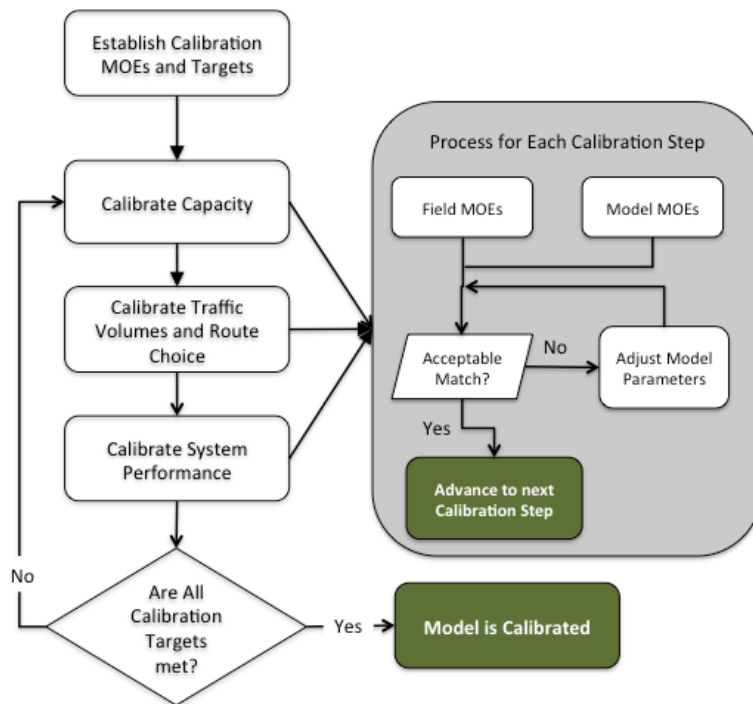 Establish Calibration
MOEs and Targets
Calibrate Capacity
Calibrate Traffic
Volumes and Route
Choice
Calibrate System
Performance
Are All
Calibration
Targets
met?
No
Yes
Model is Calibrated
Process for Each Calibration Step
Field MOEs
Model MOEs
Acceptable
Match?
No
Adjust Model
Parameters
Yes
Advance to next
Calibration Step